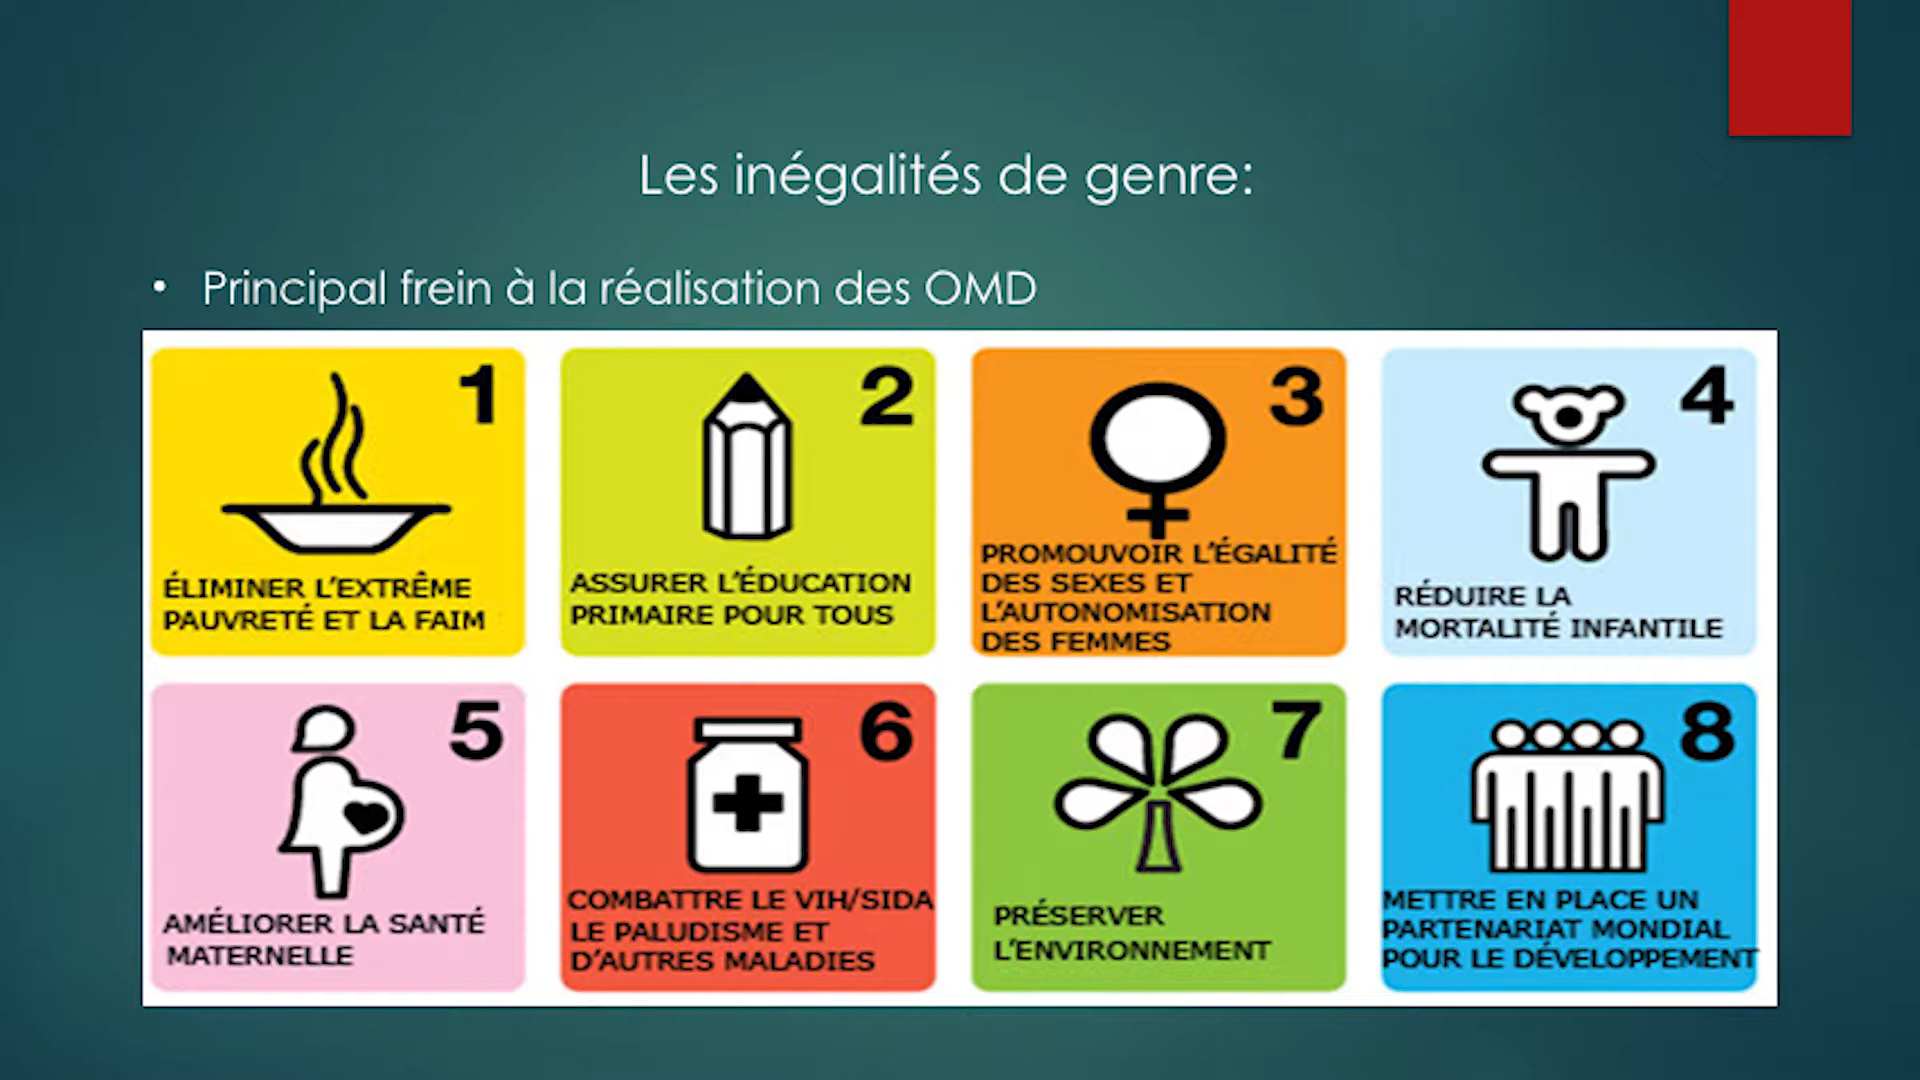 Les inégalités de genre:
• Principal frein à la réalisation des OMD
1
ÉLIMINER L'EXTRÊME
PAUVRETÉ ET LA FAIM
2
ASSURER L'ÉDUCATION
PRIMAIRE POUR TOUS
3
PROMOUVOIR L'ÉGALITÉ
DES SEXES ET
L'AUTONOMISATION
DES FEMMES
4
RÉDUIRE LA
MORTALITÉ INFANTILE
5
AMÉLIORER LA SANTÉ
MATERNELLE
6
COMBATTRE LE VIH/SIDA
LE PALUDISME ET
D'AUTRES MALADIES
7
PRÉSERVER
L'ENVIRONNEMENT
8
METTRE EN PLACE UN
PARTENARIAT MONDIAL
POUR LE DÉVELOPPEMENT